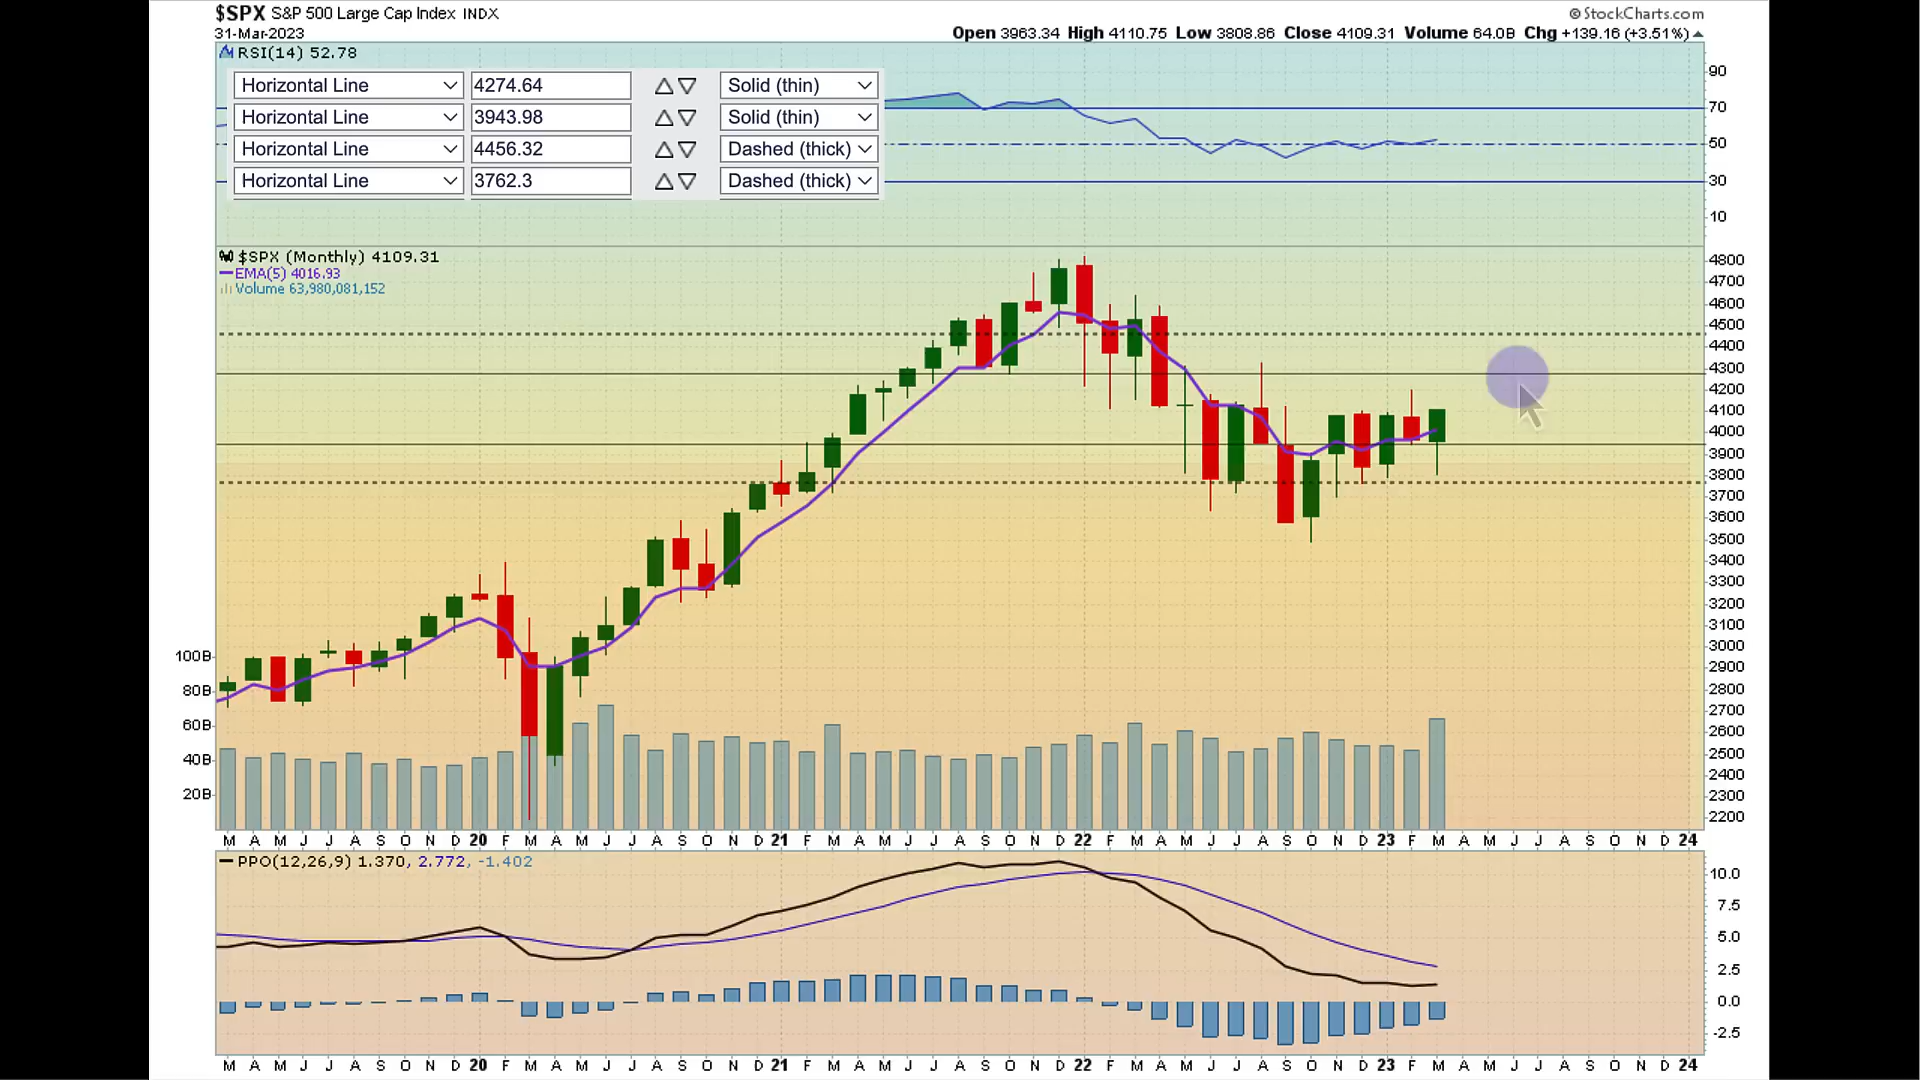 $SPX S&P 500 Large Cap Index INDX
© StockCharts.com
31-Mar-2023
Open 3963.34 High 4110.75 Low 3808.86 Close 4109.31 Volume 64.0B Chg +139.16 (+3.51%)
RSI(14) 52.78
Horizontal Line 4274.64 Solid (thin)
Horizontal Line 3943.98 Solid (thin)
Horizontal Line 4456.32 Dashed (thick)
Horizontal Line 3762.3 Dashed (thick)
90
70
50
30
10
$SPX (Monthly) 4109.31
EMA(5) 4016.93
Volume 63,980,081,152
4800
4700
4600
4500
4400
4300
4200
4100
4000
3900
3800
3700
3600
3500
3400
3300
3200
3100
3000
2900
2800
2700
2600
2500
2400
2300
2200
100B
80B
60B
40B
20B
M A M J J A S O N D 20 F M A M J J A S O N D 21 F M A M J J A S O N D 22 F M A M J J A S O N D 23 F M A M J J A S O N D 24
PPO(12,26,9) 1.370, 2.772, -1.402
10.0
7.5
5.0
2.5
0.0
-2.5
M A M J J A S O N D 20 F M A M J J A S O N D 21 F M A M J J A S O N D 22 F M A M J J A S O N D 23 F M A M J J A S O N D 24